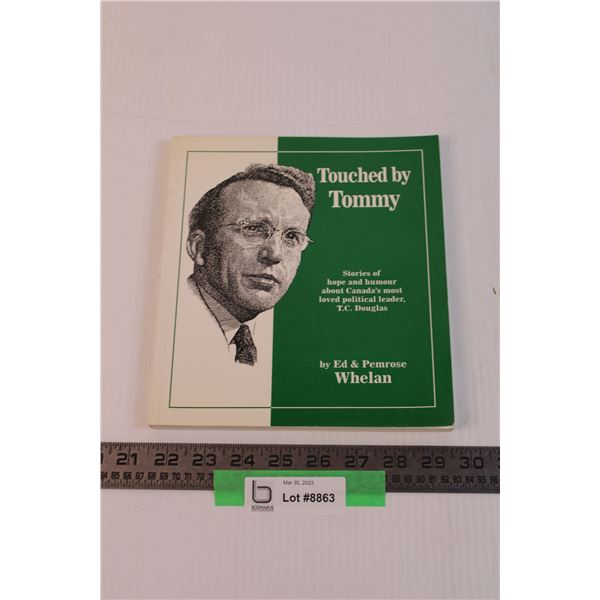 Touched by
Tommy
Stories of
hope and humour
about Canada's most
loved political leader,
T.C. Douglas
by Ed & Pemrose
Whelan
21 22 23 24 25 26 27 28 29 30
Mar 30, 2023
Lot #8863